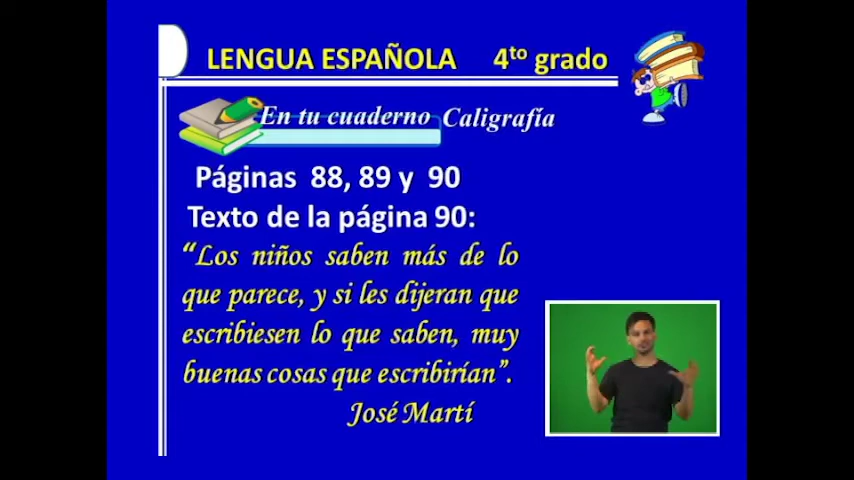 LENGUA ESPAÑOLA 4to grado
En tu cuaderno Caligrafía
Páginas 88, 89 y 90
Texto de la página 90:
“Los niños saben más de lo
que parece, y si les dijeran que
escribiesen lo que saben, muy
buenas cosas que escribirían”.
José Martí